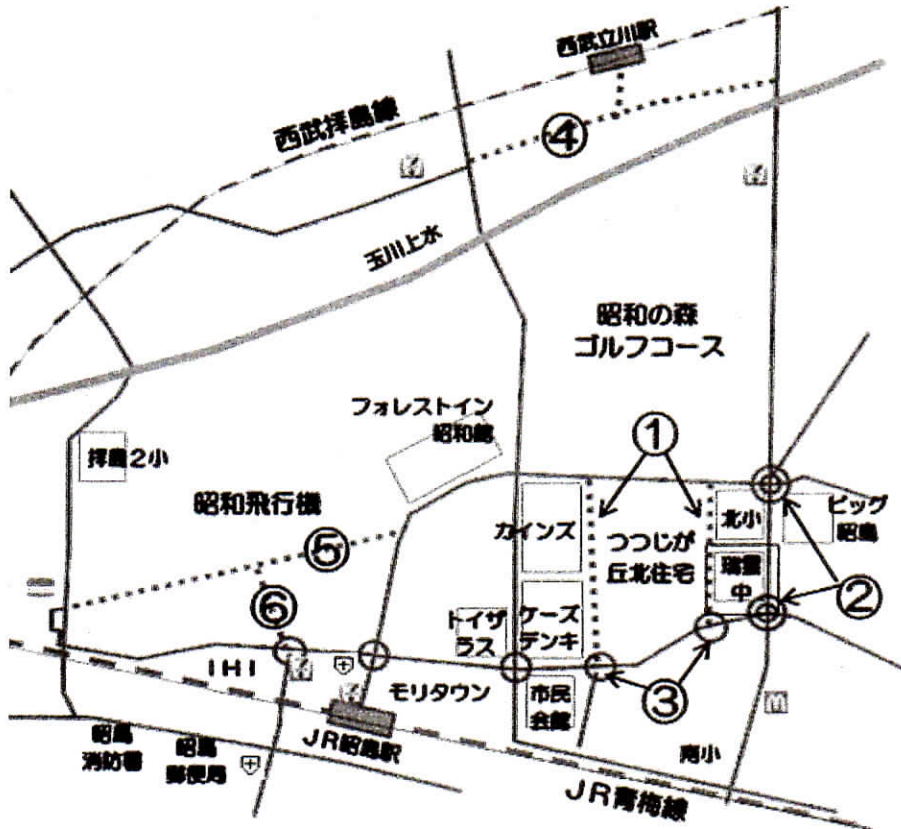 西武立川駅
西武拝島線
④
玉川上水
昭和の森
ゴルフコース
フォレストイン
昭和館
①
拝島2小
昭和飛行機
カインズ
つつじが
丘北住宅
北小
ビッグ
昭島
瑞雲
中
⑤
②
⑥
トイザ
ラス
ケーズ
デンキ
IHI
モリタウン
市民
会館
③
JR昭島駅
昭島
消防署
昭島
郵便局
南小
JR青梅線